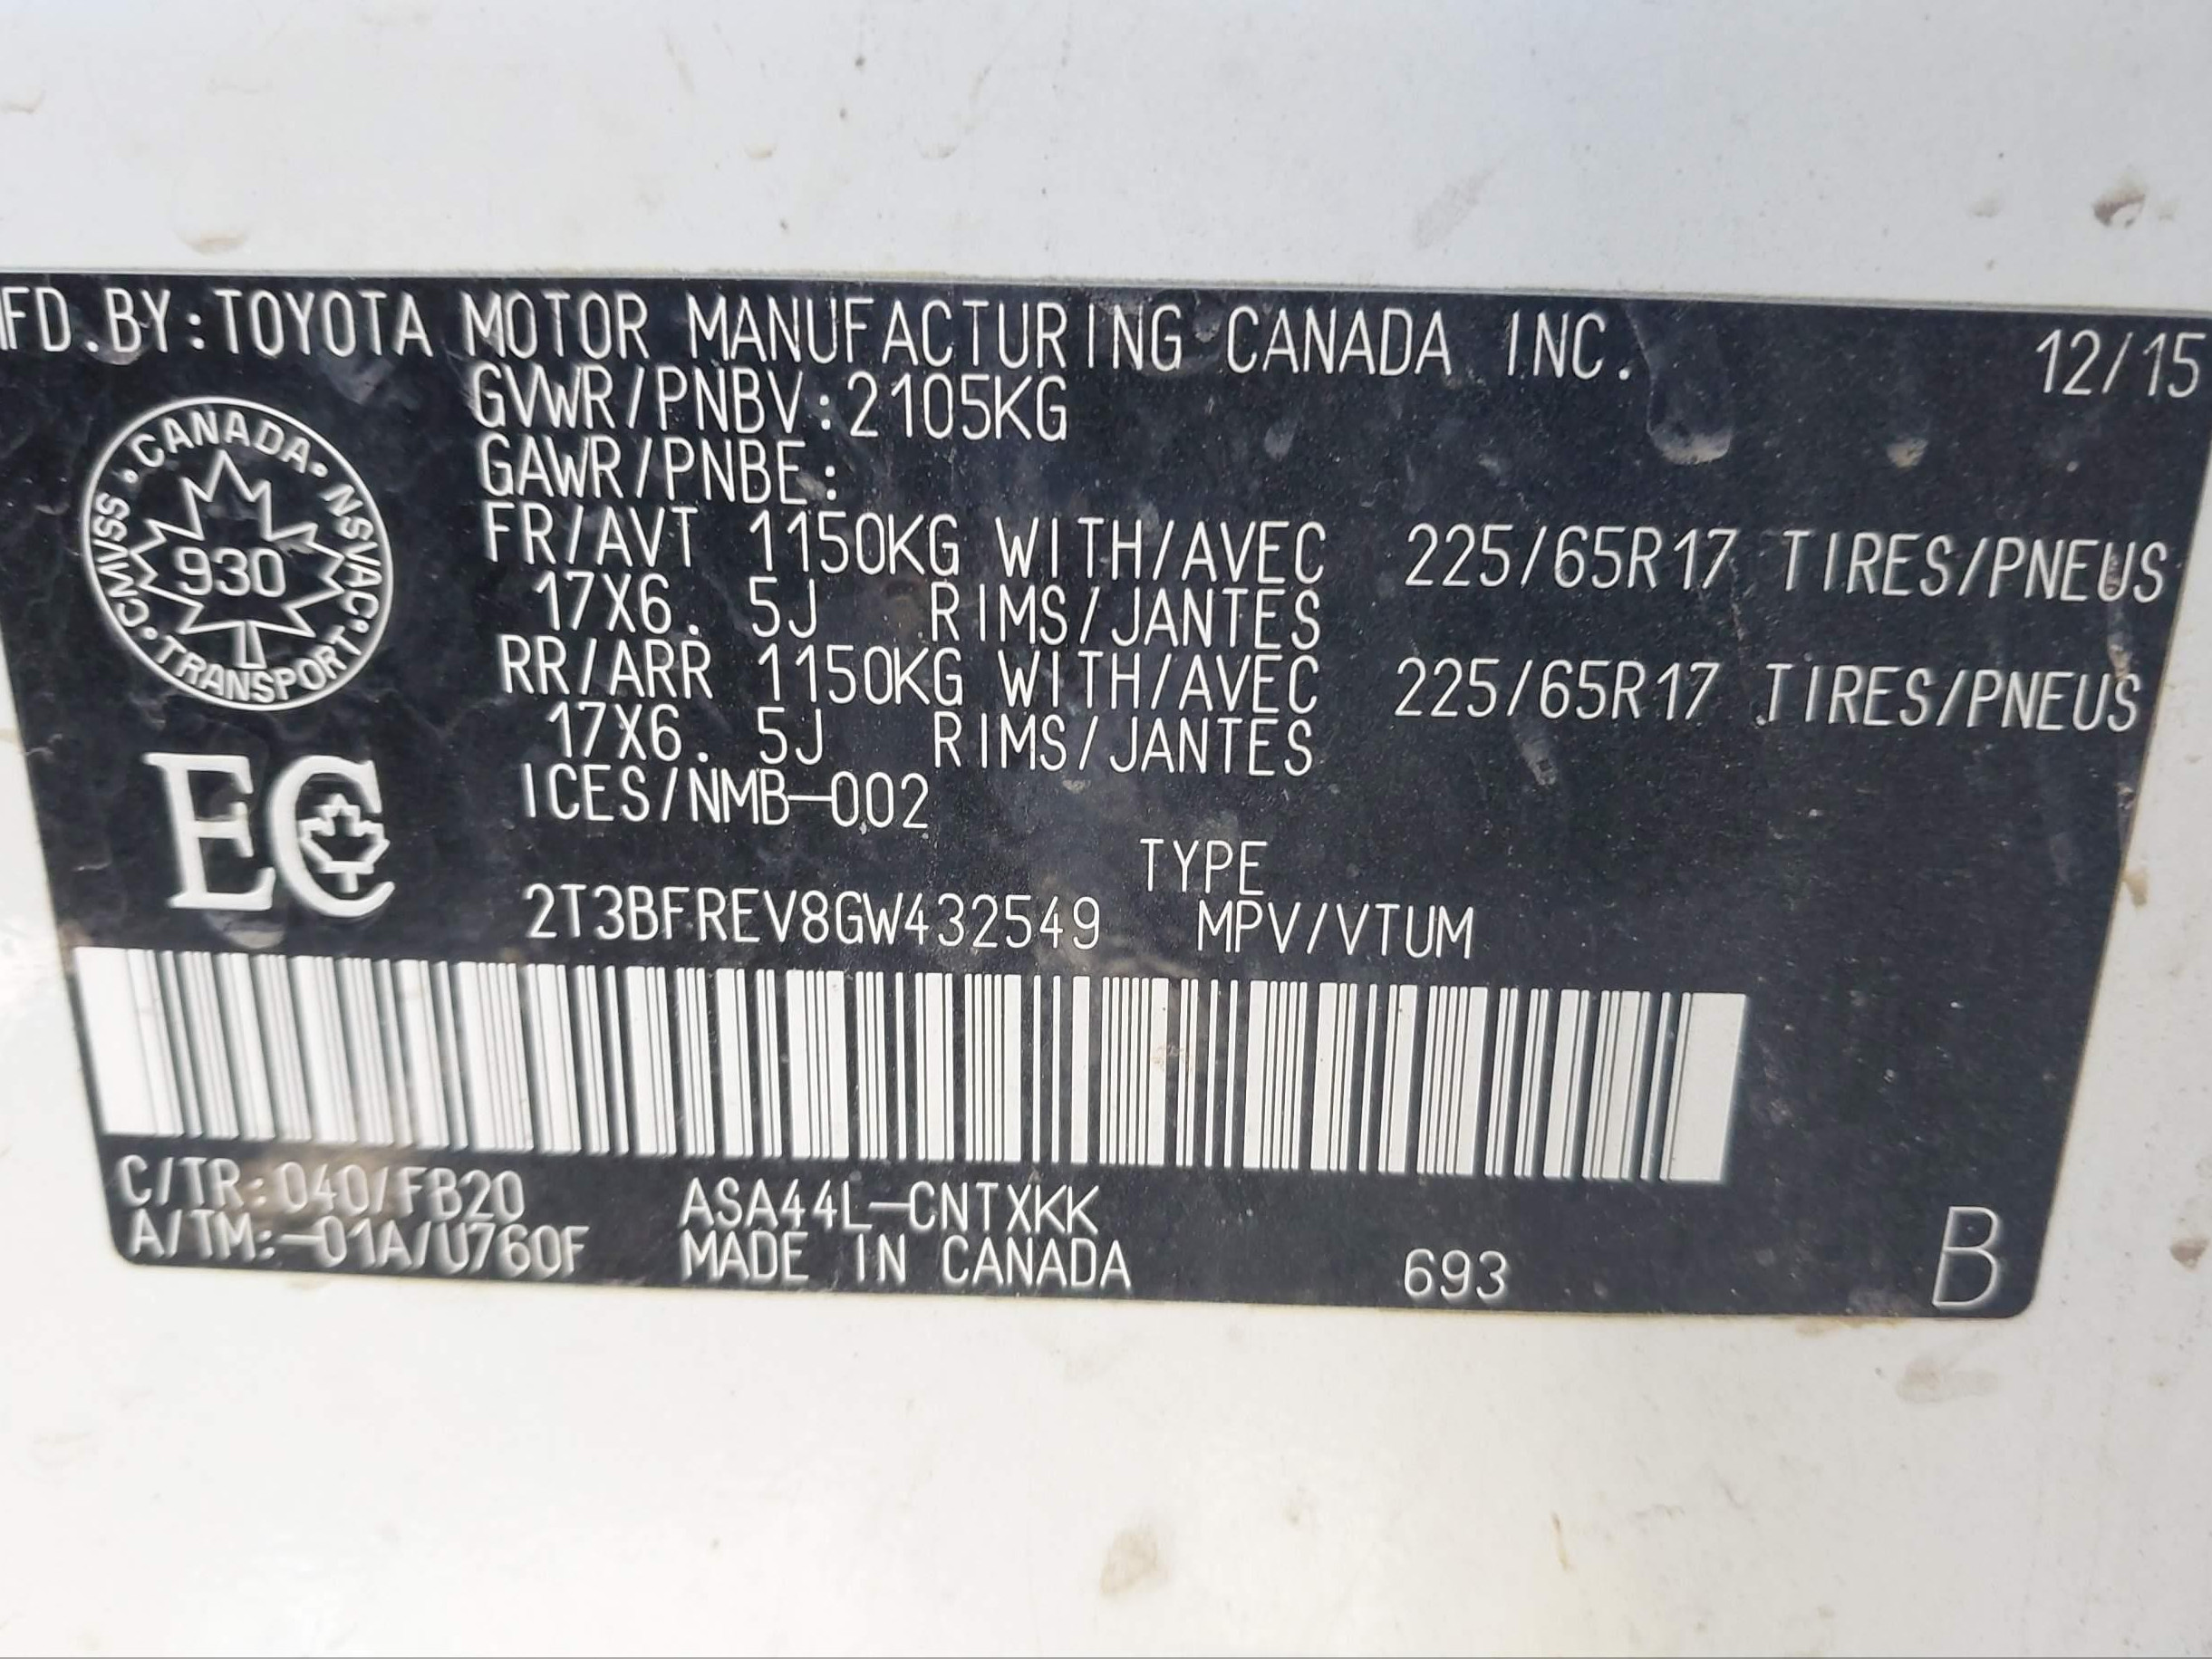 MFD.BY:TOYOTA MOTOR MANUFACTURING CANADA INC. 12/15
GVWR/PNBV:2105KG
GAWR/PNBE:
FR/AVT 1150KG WITH/AVEC 225/65R17 TIRES/PNEUS
17X6. 5J RIMS/JANTES
RR/ARR 1150KG WITH/AVEC 225/65R17 TIRES/PNEUS
17X6. 5J RIMS/JANTES
ICES/NMB-002
CANADA • NSVAC • TRANSPORT • CMVSS •
930
EC
TYPE
2T3BFREV8GW432549 MPV/VTUM
C/TR:040/FB20 ASA44L-CNTXKK
A/TM:-01A/U760F MADE IN CANADA 693 B